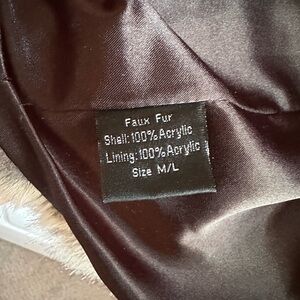 Faux Fur
Shell:100%Acrylic
Lining:100%Acrylic
Size M/L